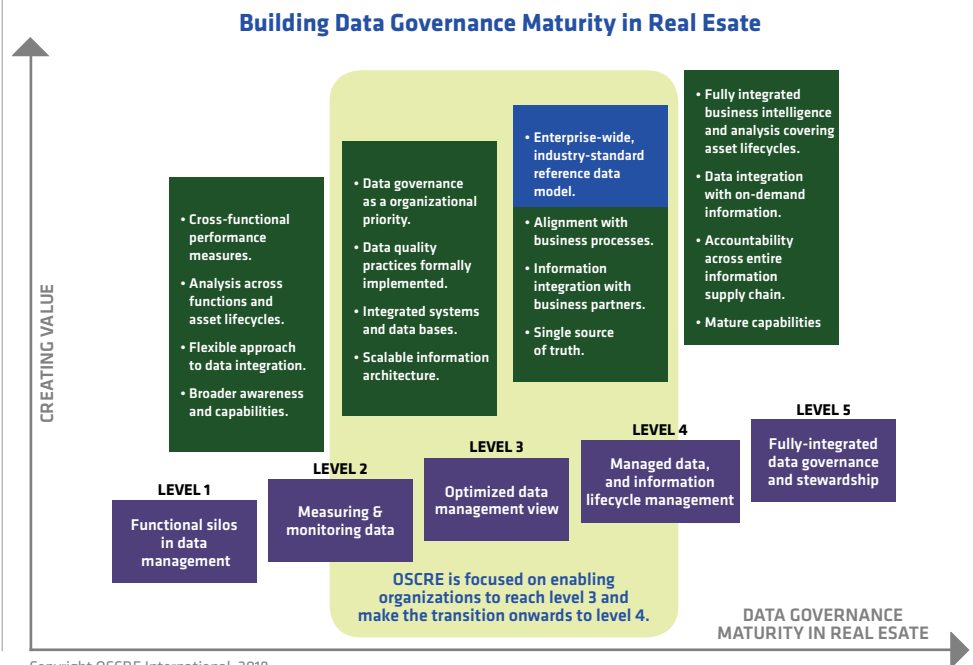 Building Data Governance Maturity in Real Esate
CREATING VALUE
• Cross-functional
performance
measures.
• Analysis across
functions and
asset lifecycles.
• Flexible approach
to data integration.
• Broader awareness
and capabilities.
• Data governance
as a organizational
priority.
• Data quality
practices formally
implemented.
• Integrated systems
and data bases.
• Scalable information
architecture.
• Enterprise-wide,
industry-standard
reference data
model.
• Alignment with
business processes.
• Information
integration with
business partners.
• Single source
of truth.
• Fully integrated
business intelligence
and analysis covering
asset lifecycles.
• Data integration
with on-demand
information.
• Accountability
across entire
information
supply chain.
• Mature capabilities
LEVEL 1
Functional silos
in data
management
LEVEL 2
Measuring &
monitoring data
LEVEL 3
Optimized data
management view
LEVEL 4
Managed data,
and information
lifecycle management
LEVEL 5
Fully-integrated
data governance
and stewardship
OSCRE is focused on enabling
organizations to reach level 3 and
make the transition onwards to level 4.
DATA GOVERNANCE
MATURITY IN REAL ESATE
Copyright OSCRE International, 2018